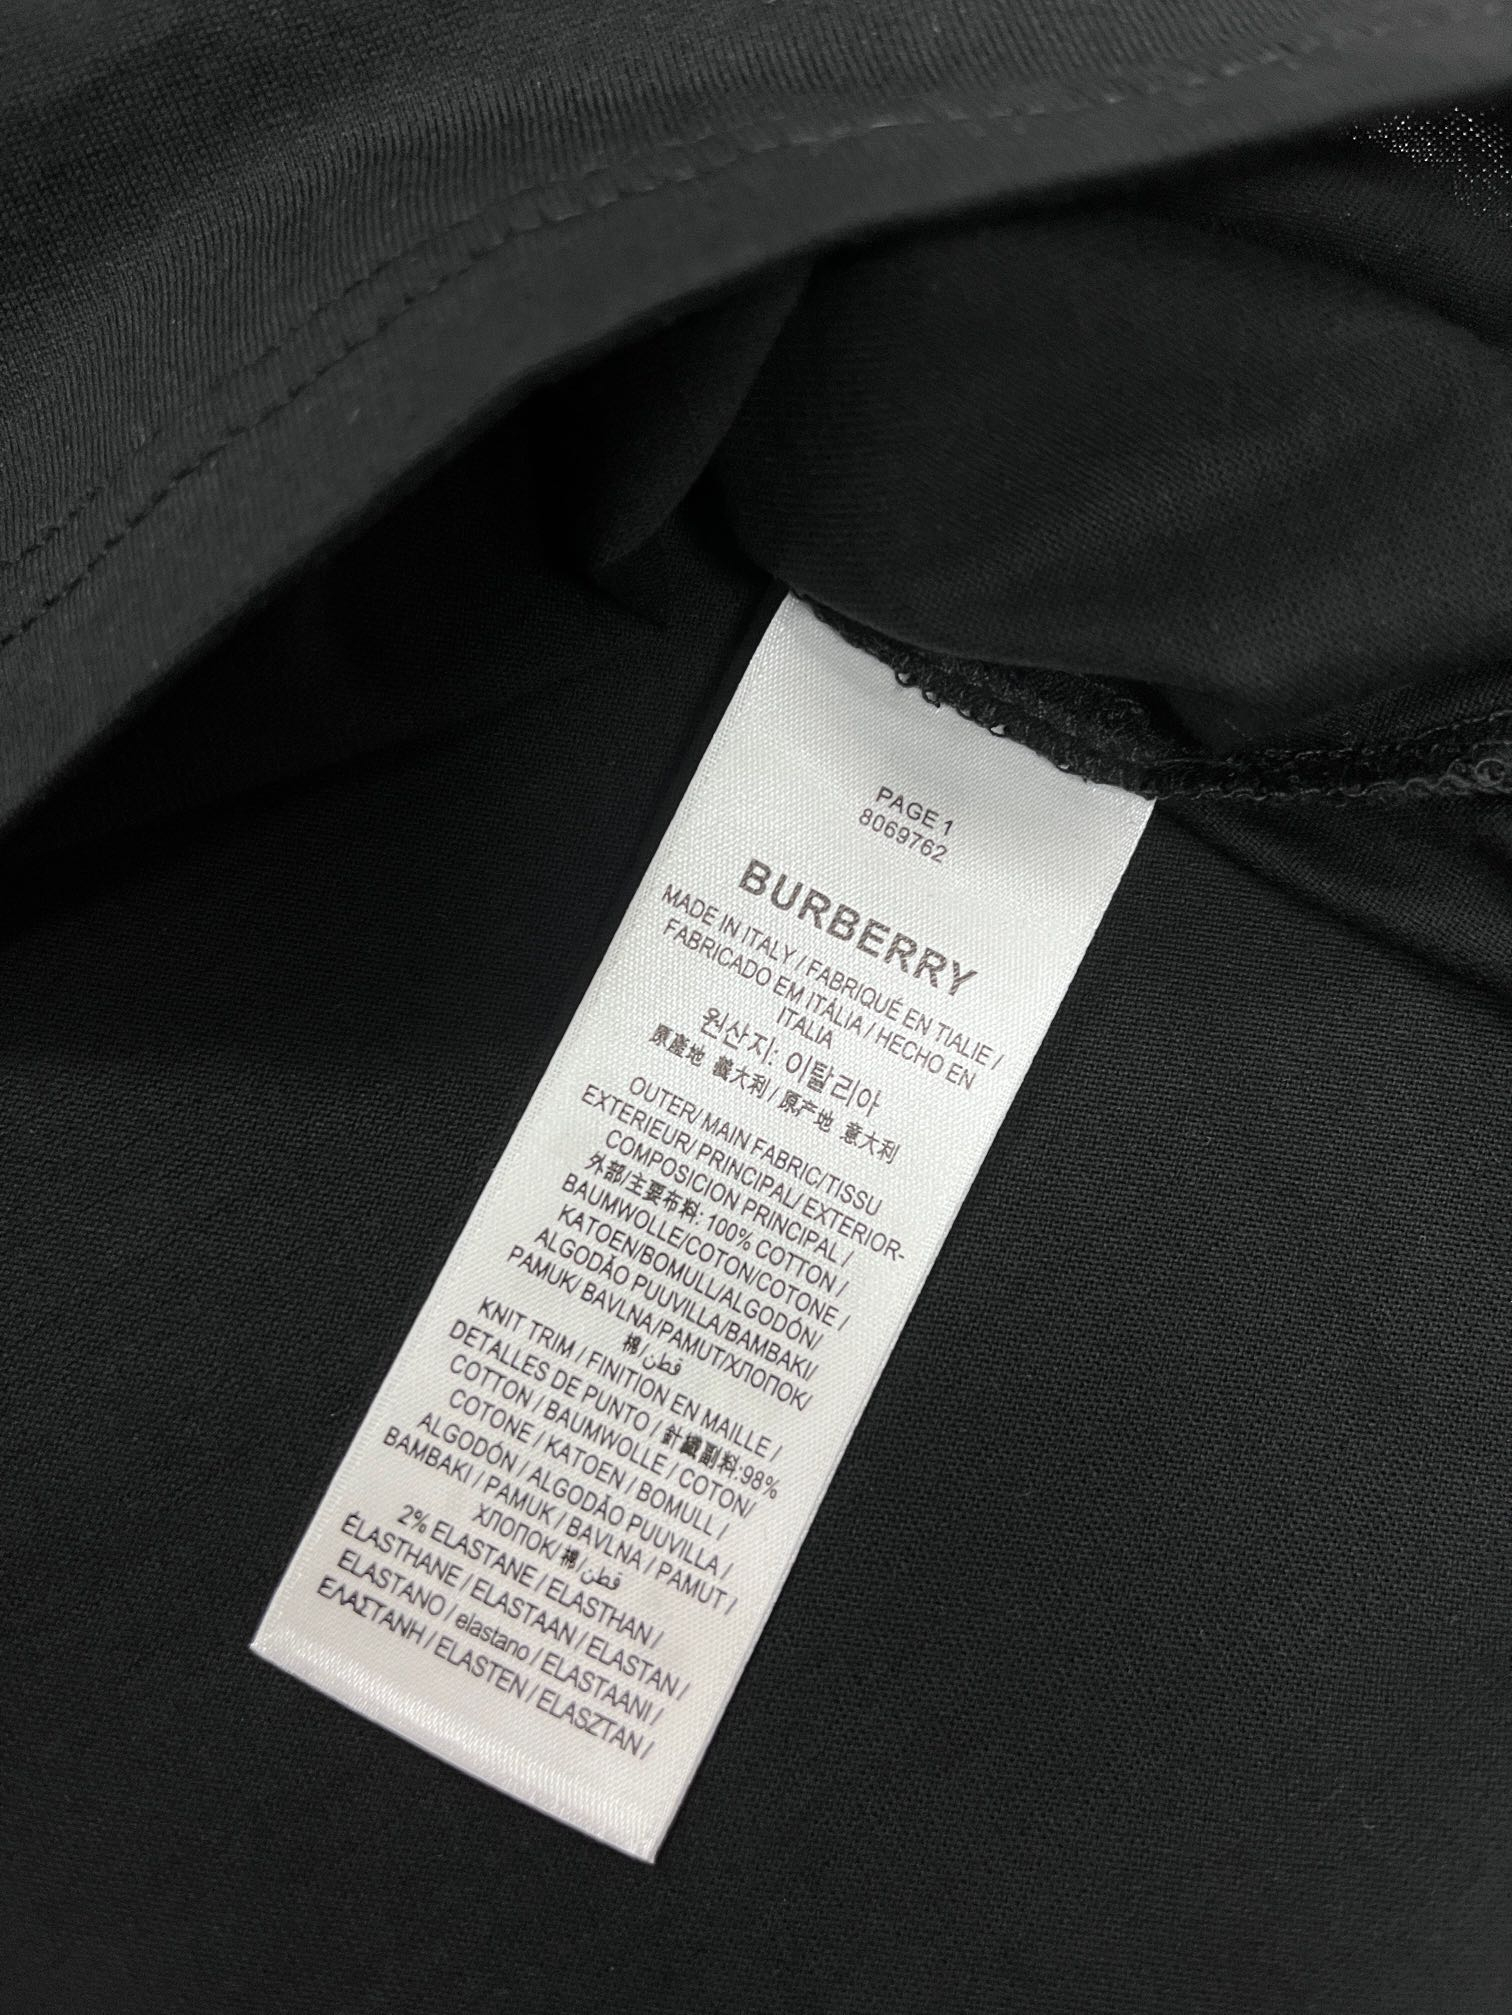 PAGE 1
8069762
BURBERRY
MADE IN ITALY / FABRIQUÉ EN TIALIE /
FABRICADO EM ITÁLIA / HECHO EN
ITALIA
원산지: 이탈리아
原產地 義大利 / 原产地 意大利
OUTER/ MAIN FABRIC/TISSU
EXTERIEUR/ PRINCIPAL/ EXTERIOR-
COMPOSICION PRINCIPAL /
外部/主要布料: 100% COTTON /
BAUMWOLLE/COTON/COTONE /
KATOEN/BOMULL/ALGODÓN/
ALGODÃO PUUVILLA/BAMBAKI/
PAMUK/ BAVLNA/PAMUT/ХЛОПОК/
棉/قطن
KNIT TRIM / FINITION EN MAILLE /
DETALLES DE PUNTO / 針織副料:98%
COTTON / BAUMWOLLE / COTON/
COTONE / KATOEN / BOMULL /
ALGODÓN / ALGODÃO PUUVILLA /
BAMBAKI / PAMUK / BAVLNA / PAMUT /
ХЛОПОК/ 棉 /قطن
2% ELASTANE / ELASTHAN /
ÉLASTHANE / ELASTAAN / ELASTAN /
ELASTANO / elastano / ELASTAANI /
ΕΛΑΣΤΑΝΗ / ELASTEN / ELASZTAN /